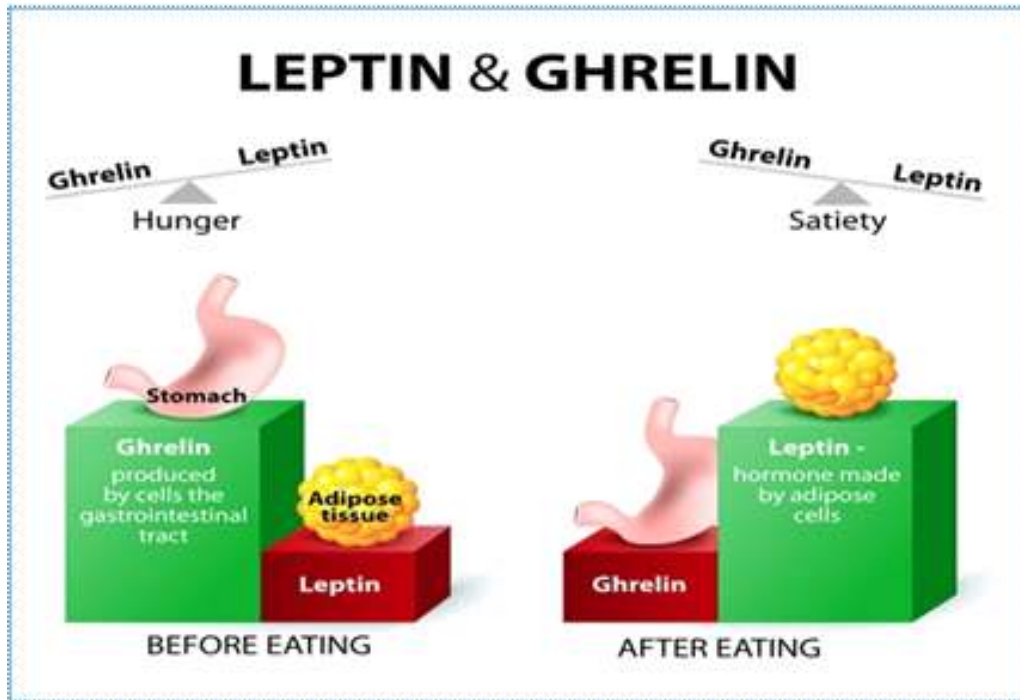 LEPTIN & GHRELIN
Ghrelin Leptin
Hunger
Ghrelin Leptin
Satiety
Stomach
Ghrelin
produced
by cells the
gastrointestinal
tract
Adipose
tissue
Leptin
BEFORE EATING
Leptin -
hormone made
by adipose
cells
Ghrelin
AFTER EATING